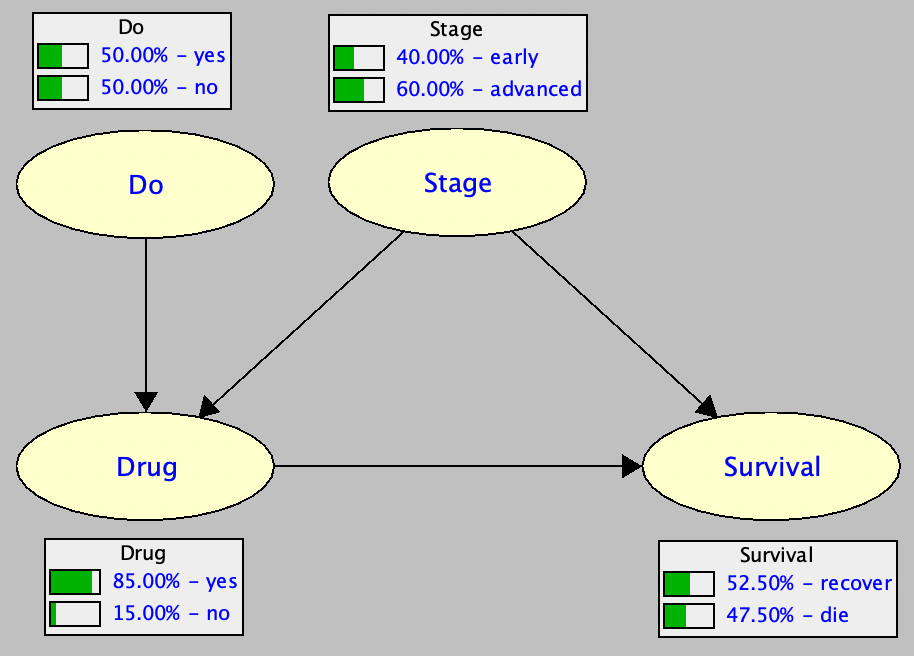 Do
50.00% – yes
50.00% – no
Stage
40.00% – early
60.00% – advanced
Do
Stage
Drug
Survival
Drug
85.00% – yes
15.00% – no
Survival
52.50% – recover
47.50% – die